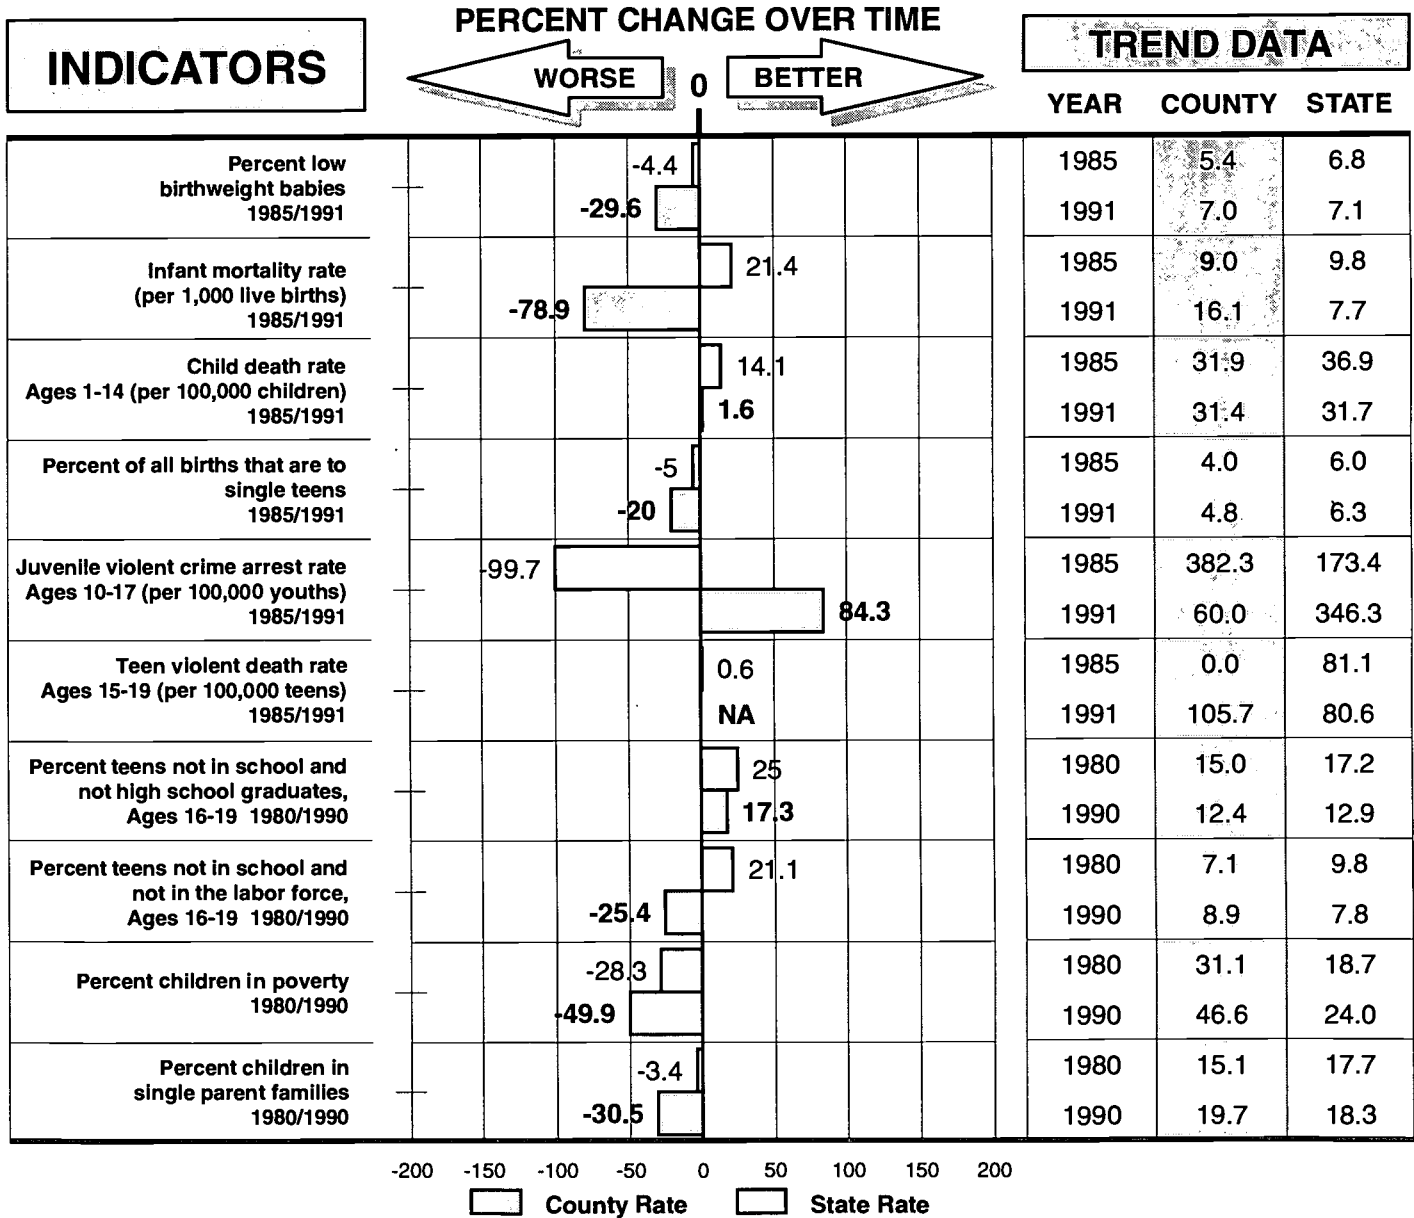 PERCENT CHANGE OVER TIME
INDICATORS
WORSE
0
BETTER
TREND DATA
YEAR COUNTY STATE
Percent low
birthweight babies
1985/1991
-4.4
-29.6
1985 5.4 6.8
1991 7.0 7.1
Infant mortality rate
(per 1,000 live births)
1985/1991
21.4
-78.9
1985 9.0 9.8
1991 16.1 7.7
Child death rate
Ages 1-14 (per 100,000 children)
1985/1991
14.1
1.6
1985 31.9 36.9
1991 31.4 31.7
Percent of all births that are to
single teens
1985/1991
-5
-20
1985 4.0 6.0
1991 4.8 6.3
Juvenile violent crime arrest rate
Ages 10-17 (per 100,000 youths)
1985/1991
-99.7
84.3
1985 382.3 173.4
1991 60.0 346.3
Teen violent death rate
Ages 15-19 (per 100,000 teens)
1985/1991
0.6
NA
1985 0.0 81.1
1991 105.7 80.6
Percent teens not in school and
not high school graduates,
Ages 16-19 1980/1990
25
17.3
1980 15.0 17.2
1990 12.4 12.9
Percent teens not in school and
not in the labor force,
Ages 16-19 1980/1990
21.1
-25.4
1980 7.1 9.8
1990 8.9 7.8
Percent children in poverty
1980/1990
-28.3
-49.9
1980 31.1 18.7
1990 46.6 24.0
Percent children in
single parent families
1980/1990
-3.4
-30.5
1980 15.1 17.7
1990 19.7 18.3
-200 -150 -100 -50 0 50 100 150 200
County Rate State Rate